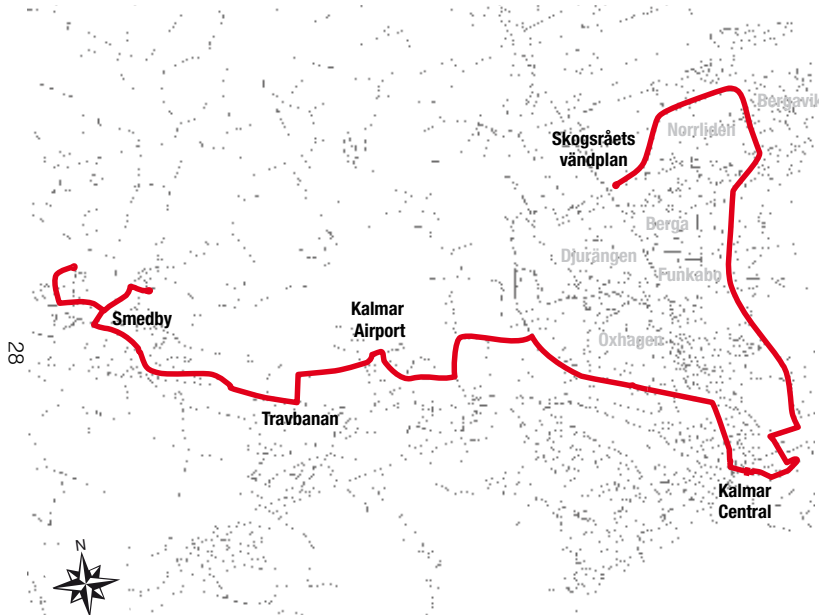 Bergavik
Norrliden
Skogsråets
vändplan
Berga
Djurängen
Funkabo
Smedby
Kalmar
Airport
Oxhagen
28
Travbanan
Kalmar
Central
N